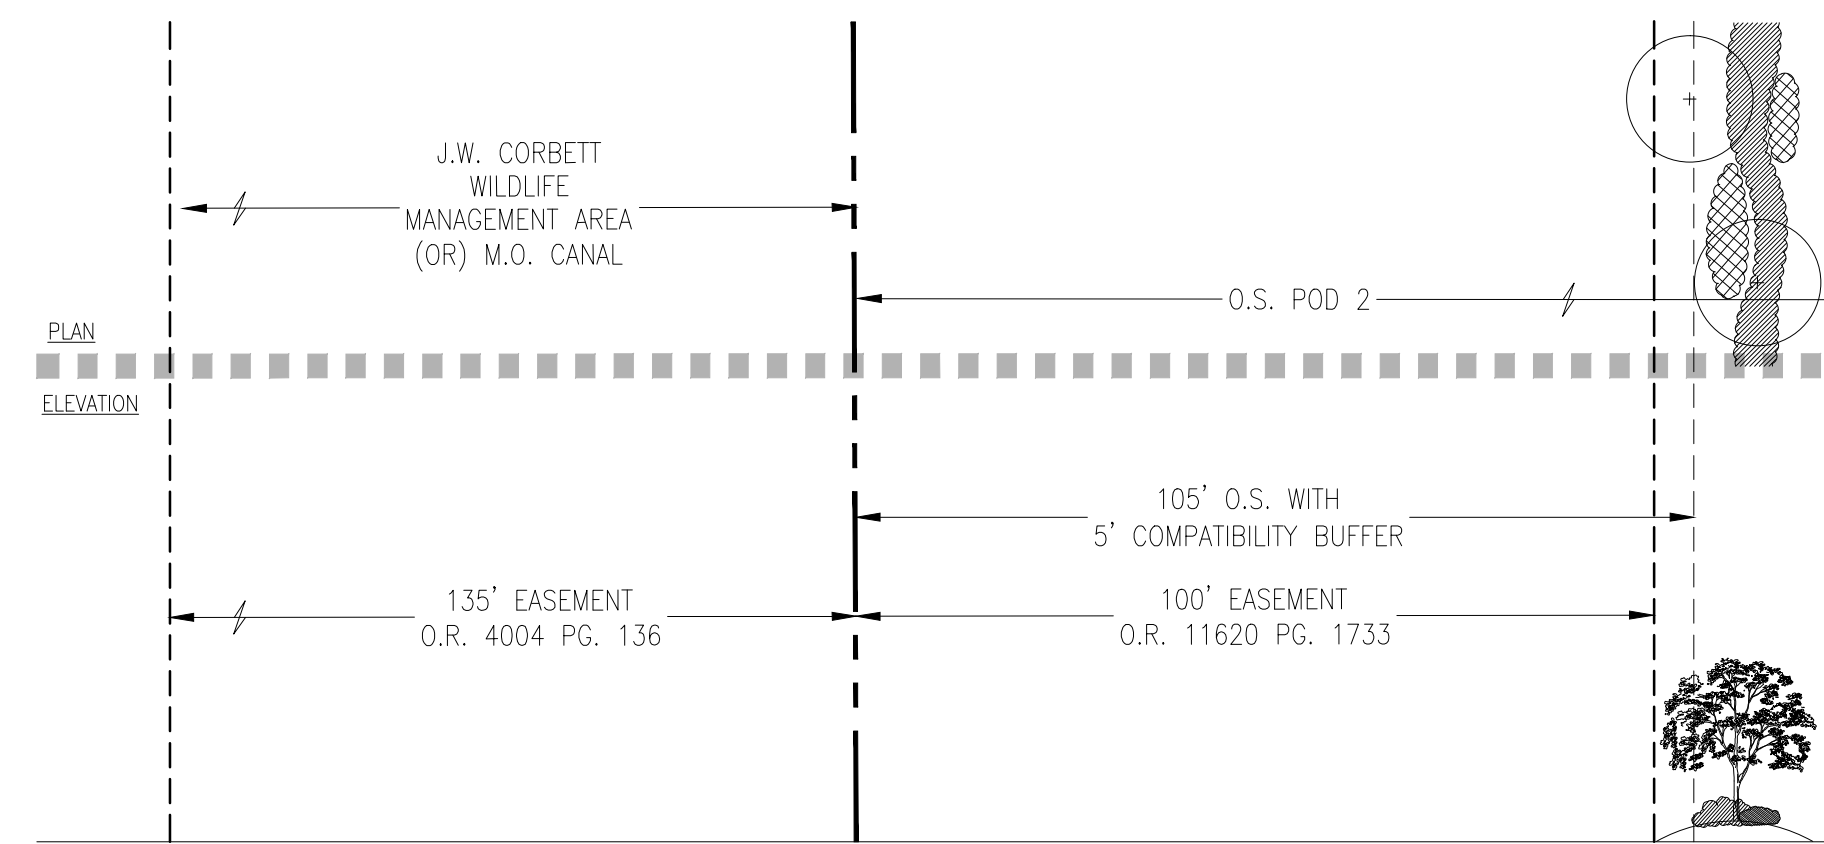 J.W. CORBETT
WILDLIFE
MANAGEMENT AREA
(OR) M.O. CANAL
O.S. POD 2
PLAN
ELEVATION
105' O.S. WITH
5' COMPATIBILITY BUFFER
135' EASEMENT
O.R. 4004 PG. 136
100' EASEMENT
O.R. 11620 PG. 1733